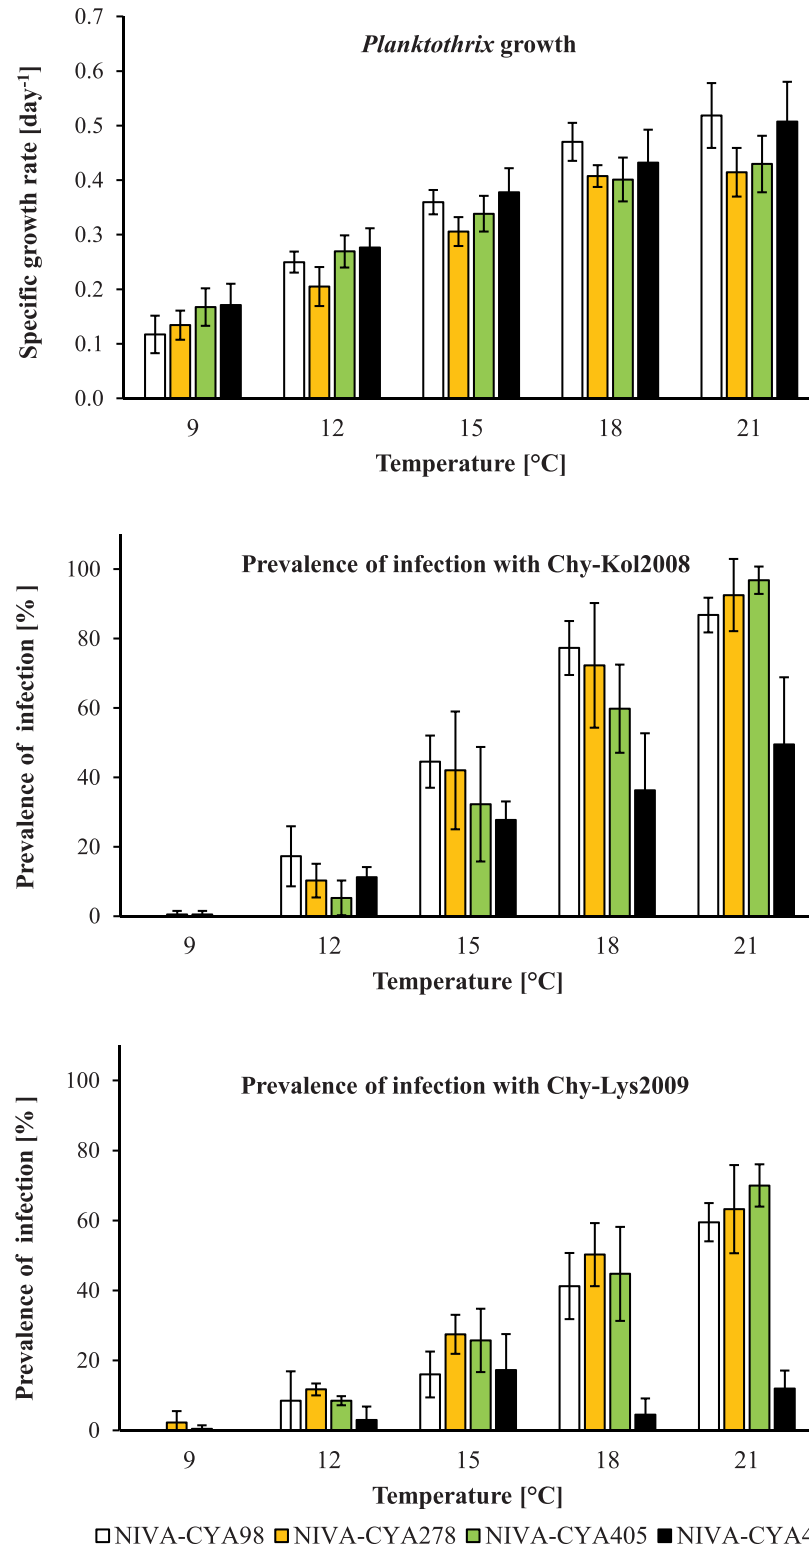 Planktothrix growth
Specific growth rate [day⁻¹]
0.7
0.6
0.5
0.4
0.3
0.2
0.1
0.0
9 12 15 18 21
Temperature [°C]
Prevalence of infection with Chy-Kol2008
Prevalence of infection [% ]
100
80
60
40
20
0
9 12 15 18 21
Temperature [°C]
Prevalence of infection with Chy-Lys2009
Prevalence of infection [% ]
100
80
60
40
20
0
9 12 15 18 21
Temperature [°C]
NIVA-CYA98 NIVA-CYA278 NIVA-CYA405 NIVA-CYA4